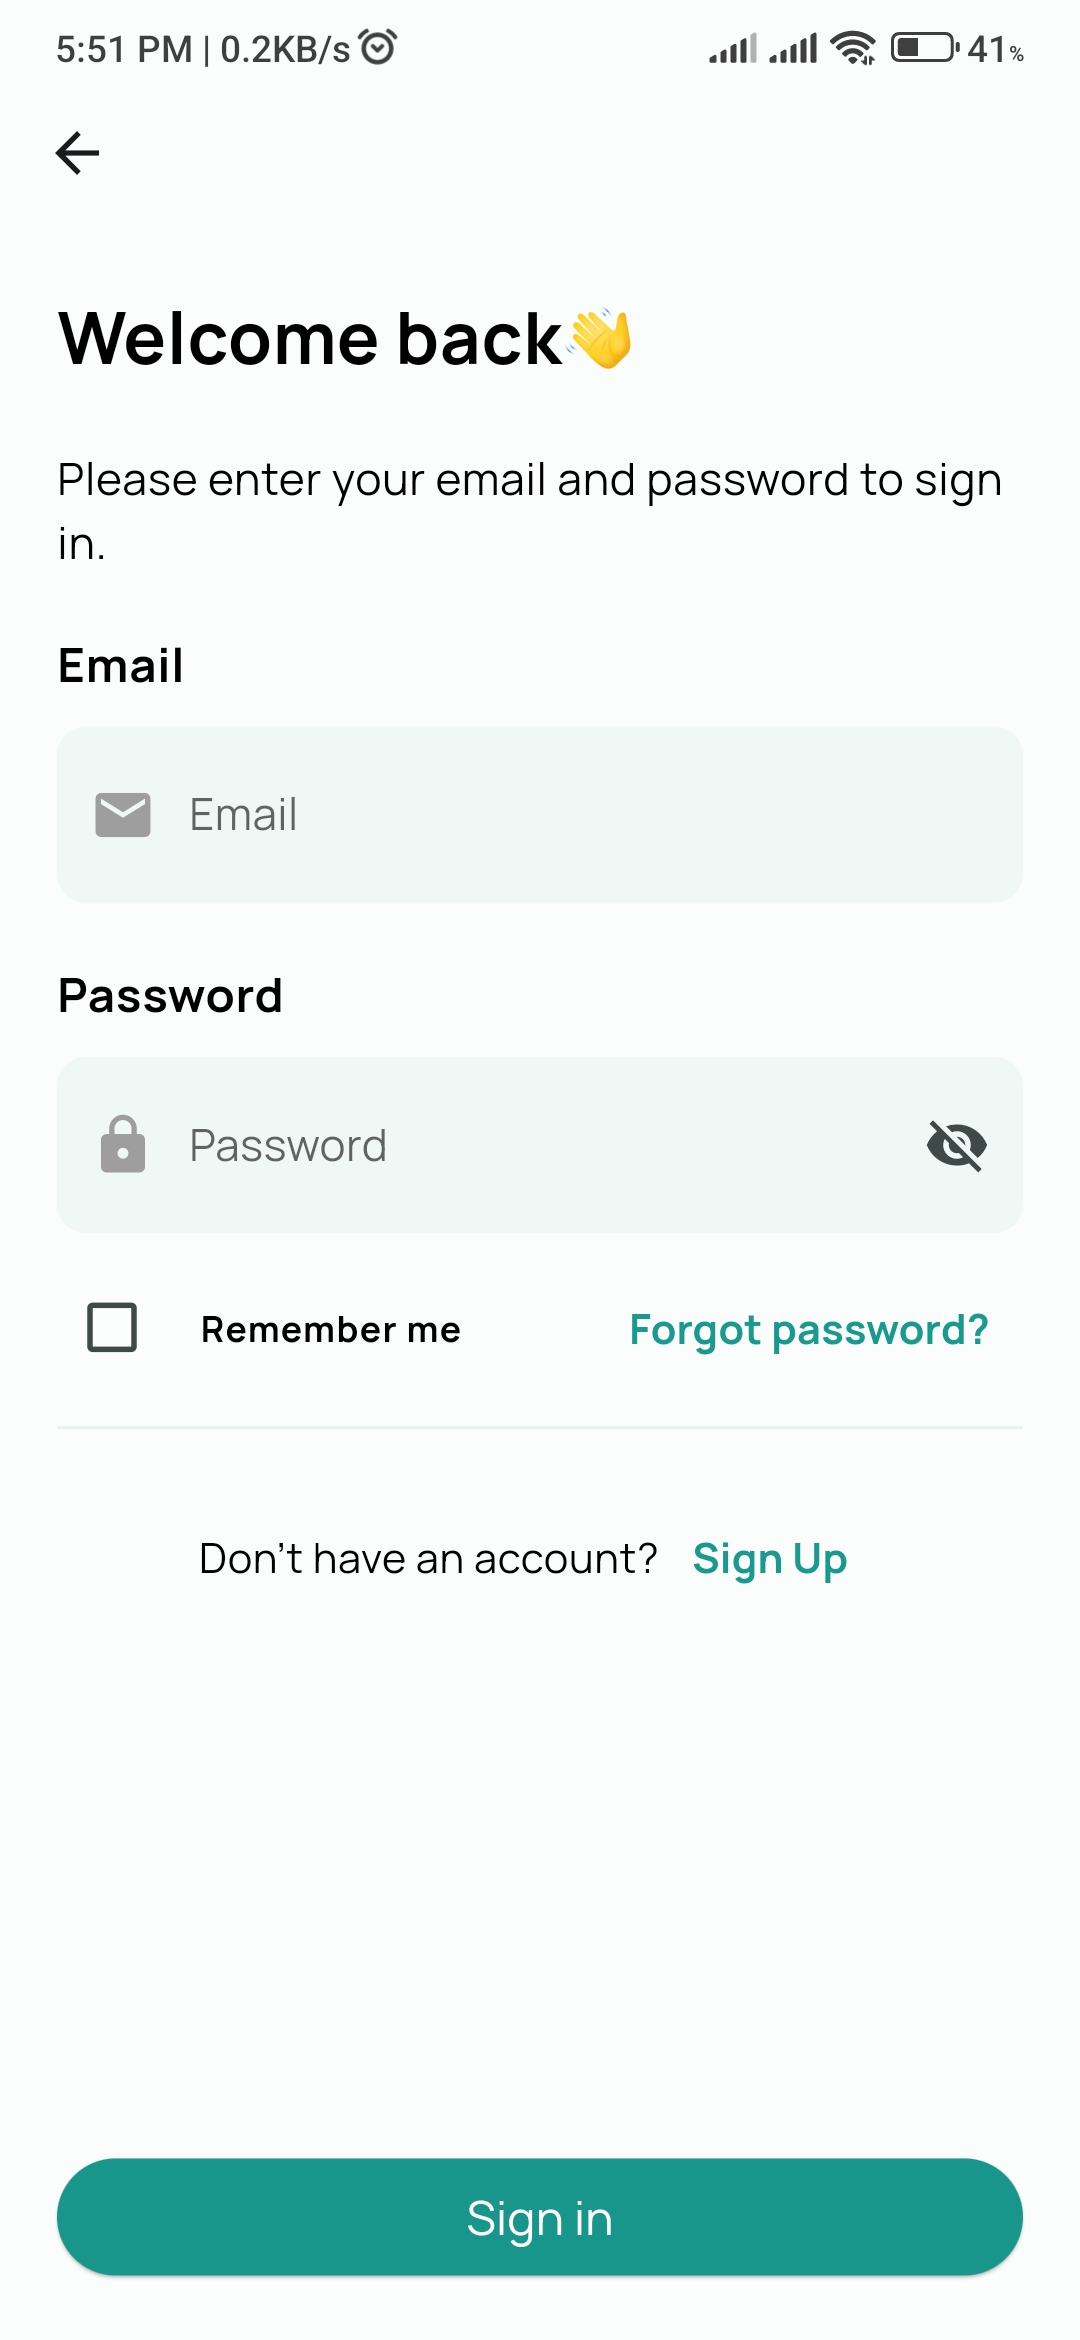 5:51 PM | 0.2KB/s 41%
Welcome back👋
Please enter your email and password to sign
in.
Email
Email
Password
Password
Remember me Forgot password?
Don't have an account? Sign Up
Sign in